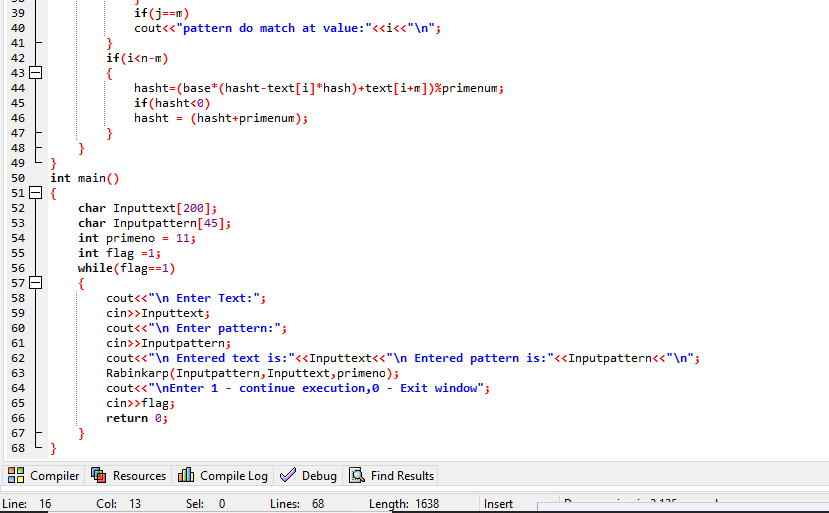 39 if(j==m)
40 cout<<"pattern do match at value:"<<i<<"\n";
41 }
42 if(i<n-m)
43 {
44 hasht=(base*(hasht-text[i]*hash)+text[i+m])%primenum;
45 if(hasht<0)
46 hasht = (hasht+primenum);
47 }
48 }
49 }
50 int main()
51 {
52 char Inputtext[200];
53 char Inputpattern[45];
54 int primeno = 11;
55 int flag =1;
56 while(flag==1)
57 {
58 cout<<"\n Enter Text:";
59 cin>>Inputtext;
60 cout<<"\n Enter pattern:";
61 cin>>Inputpattern;
62 cout<<"\n Entered text is:"<<Inputtext<<"\n Entered pattern is:"<<Inputpattern<<"\n";
63 Rabinkarp(Inputpattern,Inputtext,primeno);
64 cout<<"\nEnter 1 - continue execution,0 - Exit window";
65 cin>>flag;
66 return 0;
67 }
68 }
Compiler Resources Compile Log Debug Find Results
Line: 16 Col: 13 Sel: 0 Lines: 68 Length: 1638 Insert